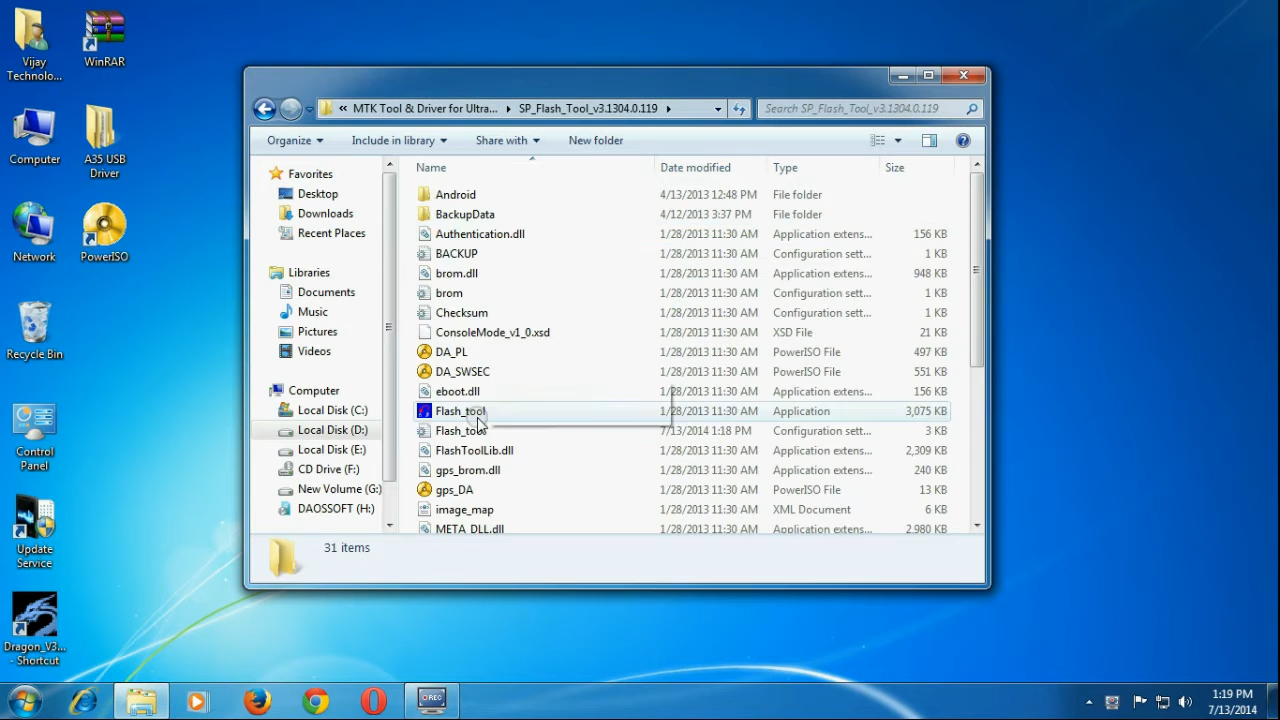 Vijay
Technolo...
WinRAR
Computer
A35 USB
Driver
Network
PowerISO
Recycle Bin
Control
Panel
Update
Service
Dragon_V3...
- Shortcut
« MTK Tool & Driver for Ultra... SP_Flash_Tool_v3.1304.0.119
Search SP_Flash_Tool_v3.1304.0.119
Organize Include in library Share with New folder
Favorites
Desktop
Downloads
Recent Places
Libraries
Documents
Music
Pictures
Videos
Computer
Local Disk (C:)
Local Disk (D:)
Local Disk (E:)
CD Drive (F:)
New Volume (G:)
DAOSSOFT (H:)
Name Date modified Type Size
Android 4/13/2013 12:48 PM File folder
BackupData 4/12/2013 3:37 PM File folder
Authentication.dll 1/28/2013 11:30 AM Application extens... 156 KB
BACKUP 1/28/2013 11:30 AM Configuration sett... 1 KB
brom.dll 1/28/2013 11:30 AM Application extens... 948 KB
brom 1/28/2013 11:30 AM Configuration sett... 1 KB
Checksum 1/28/2013 11:30 AM Configuration sett... 1 KB
ConsoleMode_v1_0.xsd 1/28/2013 11:30 AM XSD File 21 KB
DA_PL 1/28/2013 11:30 AM PowerISO File 497 KB
DA_SWSEC 1/28/2013 11:30 AM PowerISO File 551 KB
eboot.dll 1/28/2013 11:30 AM Application extens... 156 KB
Flash_tool 1/28/2013 11:30 AM Application 3,075 KB
Flash_tool 7/13/2014 1:18 PM Configuration sett... 3 KB
FlashToolLib.dll 1/28/2013 11:30 AM Application extens... 2,309 KB
gps_brom.dll 1/28/2013 11:30 AM Application extens... 240 KB
gps_DA 1/28/2013 11:30 AM PowerISO File 13 KB
image_map 1/28/2013 11:30 AM XML Document 6 KB
META_DLL.dll 1/28/2013 11:30 AM Application extens... 2,980 KB
31 items
OREC
1:19 PM
7/13/2014